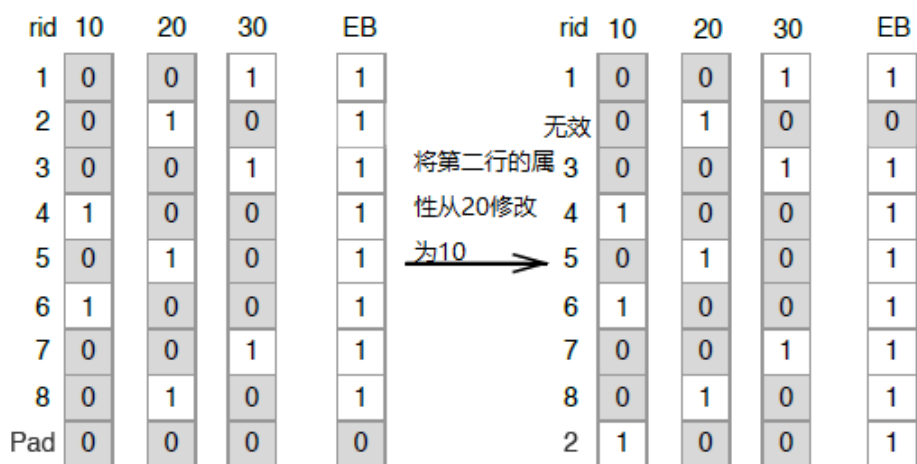 rid 10 20 30 EB rid 10 20 30 EB
1 0 0 1 1 1 0 0 1 1
2 0 1 0 1 无效 0 1 0 0
3 0 0 1 1 将第二行的属 3 0 0 1 1
4 1 0 0 1 性从20修改 4 1 0 0 1
5 0 1 0 1 为10 5 0 1 0 1
6 1 0 0 1 6 1 0 0 1
7 0 0 1 1 7 0 0 1 1
8 0 1 0 1 8 0 1 0 1
Pad 0 0 0 0 2 1 0 0 1